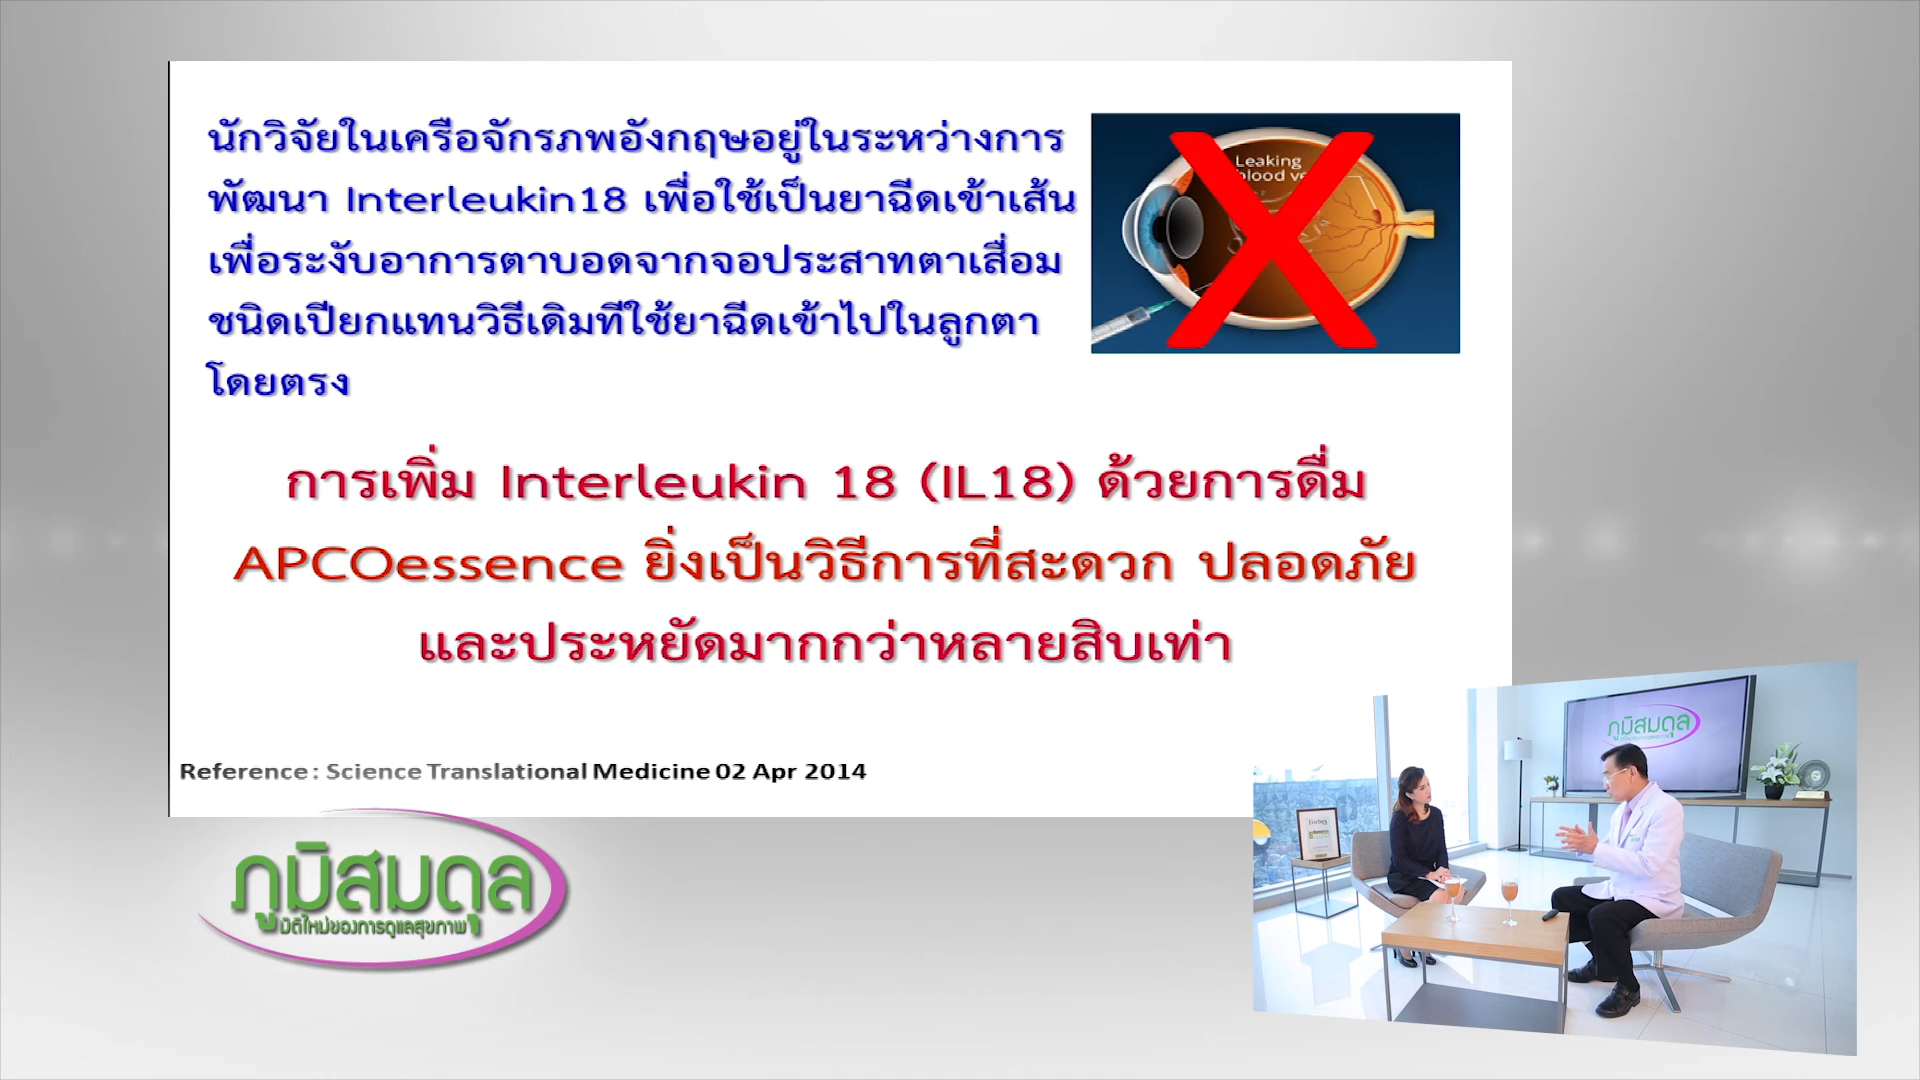 นักวิจัยในเครือจักรภพอังกฤษอยู่ในระหว่างการ
พัฒนา Interleukin18 เพื่อใช้เป็นยาฉีดเข้าเส้น
เพื่อระงับอาการตาบอดจากจอประสาทตาเสื่อม
ชนิดเปียกแทนวิธีเดิมที่ใช้ยาฉีดเข้าไปในลูกตา
โดยตรง
Leaking
blood
การเพิ่ม Interleukin 18 (IL18) ด้วยการดื่ม
APCOessence ยิ่งเป็นวิธีการที่สะดวก ปลอดภัย
และประหยัดมากกว่าหลายสิบเท่า
Reference : Science Translational Medicine 02 Apr 2014
ภูมิสมดุล
มิติใหม่ของการดูแลสุขภาพ
ภูมิสมดุล
Forbes